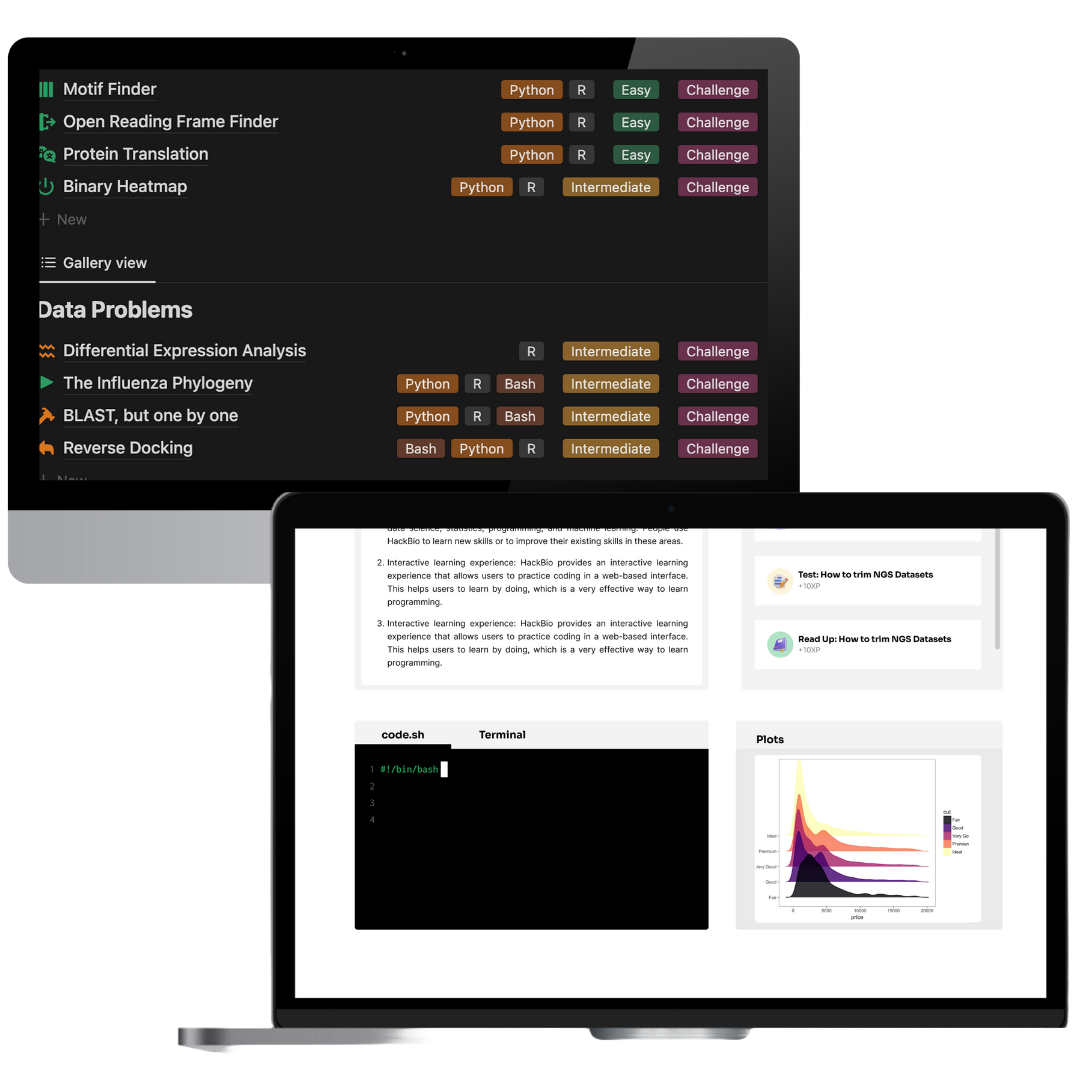 Motif Finder Python R Easy Challenge
Open Reading Frame Finder Python R Easy Challenge
Protein Translation Python R Easy Challenge
Binary Heatmap Python R Intermediate Challenge
+ New
Gallery view
Data Problems
Differential Expression Analysis R Intermediate Challenge
The Influenza Phylogeny Python R Bash Intermediate Challenge
BLAST, but one by one Python R Bash Intermediate Challenge
Reverse Docking Bash Python R Intermediate Challenge
New
data science, statistics, programming, and machine learning. People use
HackBio to learn new skills or to improve their existing skills in these areas.
2. Interactive learning experience: HackBio provides an interactive learning
experience that allows users to practice coding in a web-based interface.
This helps users to learn by doing, which is a very effective way to learn
programming.
3. Interactive learning experience: HackBio provides an interactive learning
experience that allows users to practice coding in a web-based interface.
This helps users to learn by doing, which is a very effective way to learn
programming.
Test: How to trim NGS Datasets
+10XP
Read Up: How to trim NGS Datasets
+10XP
code.sh Terminal
1 #!/bin/bash
2
3
4
Plots
Ideal
Premium
Very Good
Good
Fair
0 5000 10000 15000 20000
price
cut
Fair
Good
Very Go
Premium
Ideal